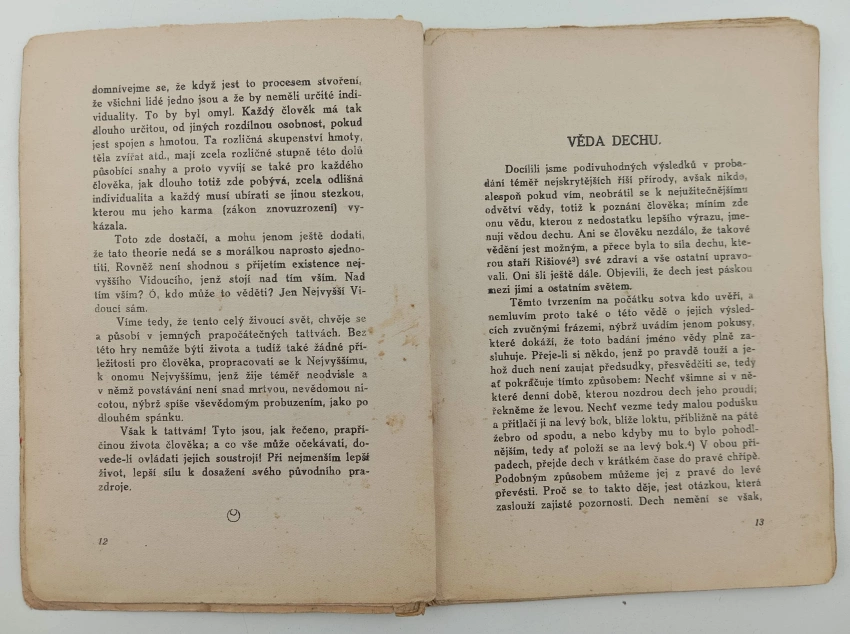 domnívejme se, že když jest to procesem stvoření,
že všichni lidé jedno jsou a že by neměli určité indi-
viduality. To by byl omyl. Každý člověk má tak
dlouho určitou, od jiných rozdílnou osobnost, pokud
jest spojen s hmotou. Ta rozličná skupenství hmoty,
těla zvířat atd., mají zcela rozličné stupně této dolů
působící snahy a proto vyvíjí se také pro každého
člověka, jak dlouho totiž zde pobývá, zcela odlišná
individualita a každý musí ubírati se jinou stezkou,
kterou mu jeho karma (zákon znovuzrození) vy-
kázala.
Toto zde dostačí, a mohu jenom ještě dodati,
že tato theorie nedá se s morálkou naprosto sjedno-
titi. Rovněž není shodnou s přijetím existence nej-
vyššího Vidoucího, jenž stojí nad tím vším. Nad
tím vším? Ó, kdo může to věděti? Jen Nejvyšší Vi-
doucí sám.
Víme tedy, že tento celý živoucí svět, chvěje se
a působí v jemných prapočátečných tattvách. Bez
této hry nemůže býti života a tudíž také žádné pří-
ležitosti pro člověka, propracovati se k Nejvyššímu,
k onomu Nejvyššímu, jenž žije téměř neodvisle a
v němž povstávání není snad mrtvou, nevědomou ni-
cotou, nýbrž spíše vševědomým probuzením, jako po
dlouhém spánku.
Však k tattvám! Tyto jsou, jak řečeno, prapří-
činou života člověka; a co vše může očekávati, do-
vede-li ovládati jejich soustrojí! Při nejmenším lepší
život, lepší sílu k dosažení svého původního pra-
zdroje.
12
VĚDA DECHU.
Docílili jsme podivuhodných výsledků v proba-
dání téměř nejskrytějších říší přírody, avšak nikdo,
alespoň pokud vím, neobrátil se k nejužitečnějšímu
odvětví vědy, totiž k poznání člověka; míním zde
onu vědu, kterou z nedostatku lepšího výrazu, jme-
nuji vědou dechu. Ani se člověku nezdálo, že takové
vědění jest možným, a přece byla to síla dechu, kte-
rou staří Rišiové³) své zdraví a vše ostatní upravo-
vali. Oni šli ještě dále. Objevili, že dech jest páskou
mezi jimi a ostatním světem.
Těmto tvrzením na počátku sotva kdo uvěří, a
nemluvím proto také o této vědě o jejích výsled-
cích zvučnými frázemi, nýbrž uvádím jenom pokusy,
které dokáží, že toto badání jméno vědy plně za-
sluhuje. Přeje-li si někdo, jenž po pravdě touží a je-
hož duch není zaujat předsudky, přesvědčiti se, tedy
ať pokračuje tímto způsobem: Nechť všimne si v ně-
které denní době, kterou nozdrou dech jeho proudí;
řekněme že levou. Nechť vezme tedy malou podušku
a přitlačí ji na levý bok, blíže loktu, přibližně na páté
žebro od spodu, a nebo kdyby mu to bylo pohodl-
nějším, tedy ať položí se na levý bok.⁴) V obou pří-
padech, přejde dech v krátkém čase do pravé chřípě.
Podobným způsobem můžeme jej z pravé do levé
převésti. Proč se to takto děje, jest otázkou, která
zaslouží zajisté pozornosti. Dech nemění se však,
13